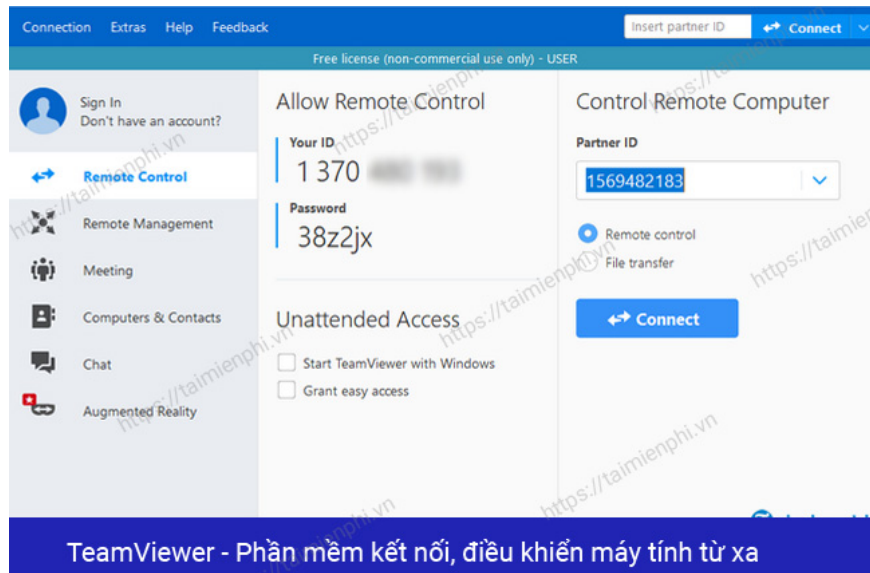 Connection Extras Help Feedback
Insert partner ID
Connect
Free license (non-commercial use only) - USER
Sign In
Don't have an account?
Remote Control
Remote Management
Meeting
Computers & Contacts
Chat
Augmented Reality
Allow Remote Control
Your ID
1 370
Password
38z2jx
Unattended Access
Start TeamViewer with Windows
Grant easy access
Control Remote Computer
Partner ID
1569482183
Remote control
File transfer
Connect
https://taimienphi.vn
TeamViewer - Phần mềm kết nối, điều khiển máy tính từ xa